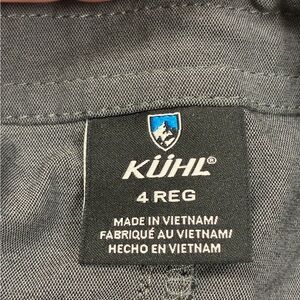 KÜHL®
4 REG
MADE IN VIETNAM/
FABRIQUÉ AU VIETNAM/
HECHO EN VIETNAM